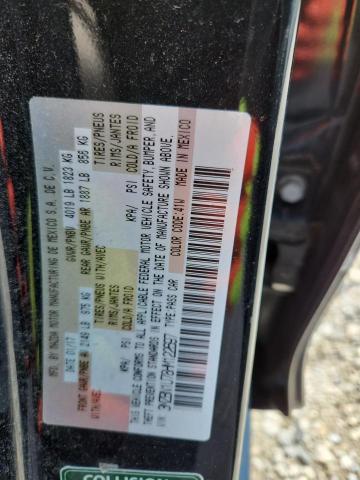 MFG. BY MAZDA MOTOR MANUFACTURING DE MEXICO S.A. DE C.V.
DATE 01/17 GVWR/PNBV 4019 LB 1823 KG
FRONT GAWR/PNBE A 2149 LB 975 KG REAR GAWR/PNBE AR 1887 LB 856 KG
WITH/AVEC TIRES/PNEUS WITH/AVEC TIRES/PNEUS
RIMS/JANTES RIMS/JANTES
COLD/A FROID COLD/A FROID
KPA/ PSI KPA/ PSI
THIS VEHICLE CONFORMS TO ALL APPLICABLE FEDERAL MOTOR VEHICLE SAFETY, BUMPER, AND
THEFT PREVENTION STANDARDS IN EFFECT ON THE DATE OF MANUFACTURE SHOWN ABOVE.
TYPE PASS CAR COLOR CODE:41W MADE IN MEXICO
COLLISION